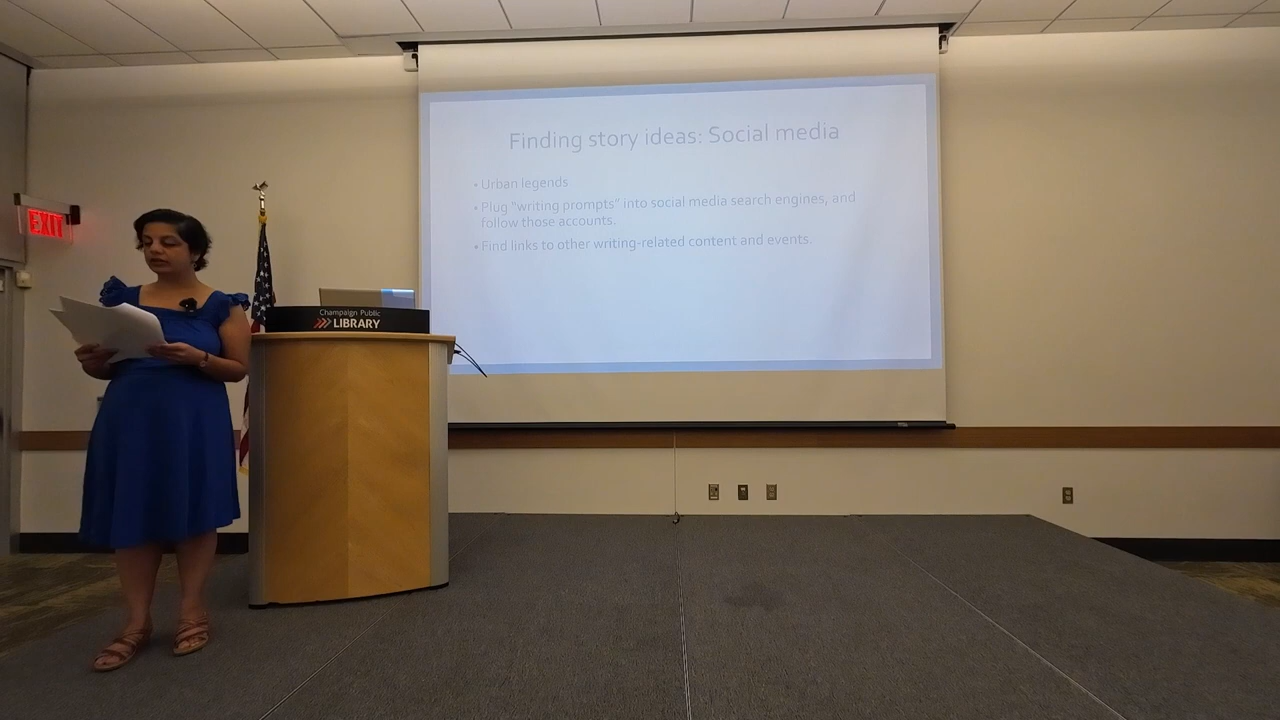 Finding story ideas: Social media
• Urban legends
• Plug "writing prompts" into social media search engines, and
follow those accounts.
• Find links to other writing-related content and events.
EXIT
Champaign Public
LIBRARY